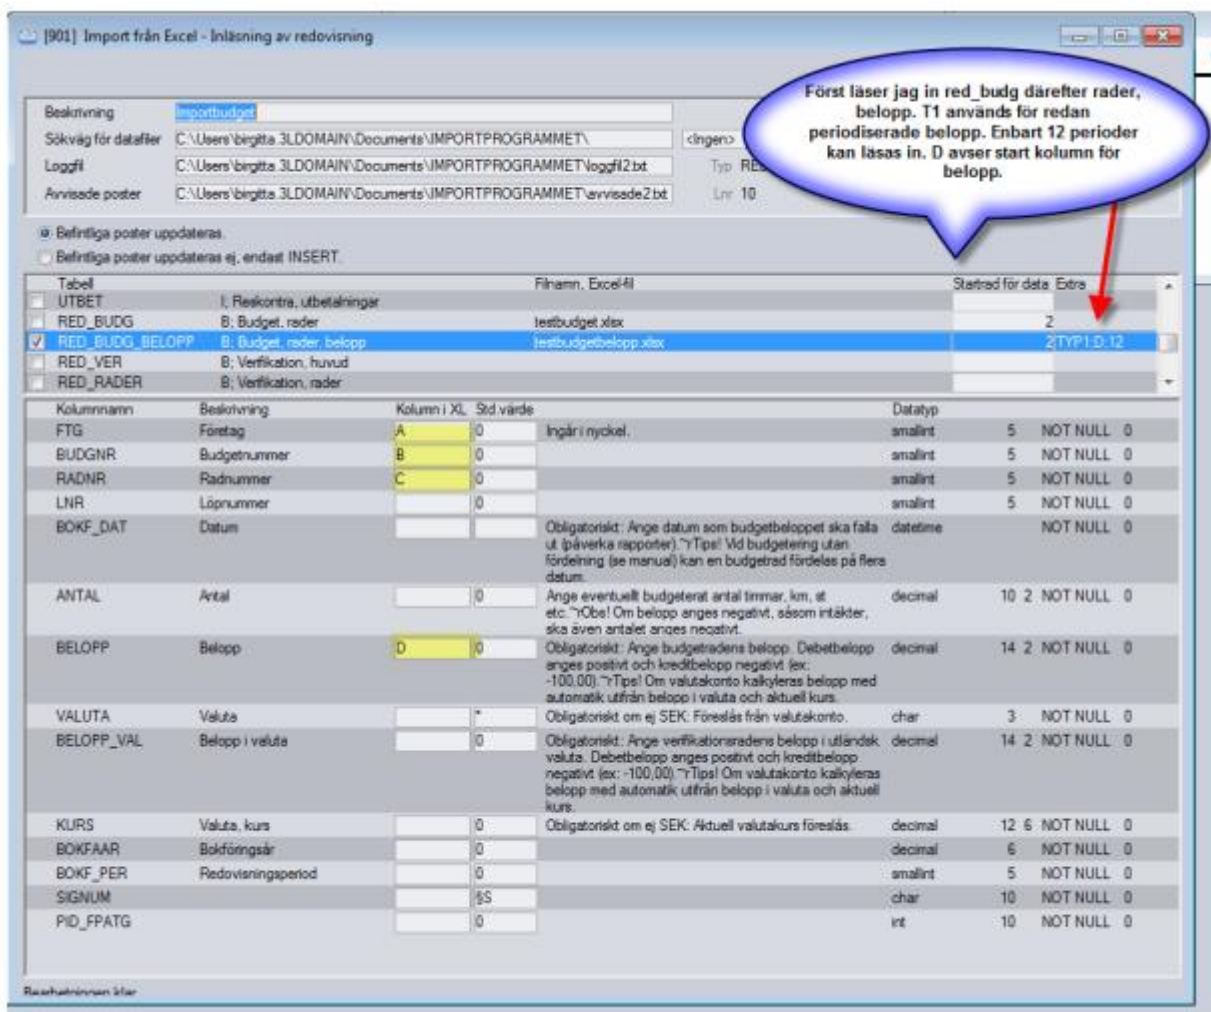 [901] Import från Excel - Inläsning av redovisning
Först läser jag in red_budg därefter rader,
belopp. T1 används för redan
periodiserade belopp. Enbart 12 perioder
kan läsas in. D avser start kolumn för
belopp.
Beskrivning Importbudget
Sökväg för datafiler C:\Users\birgitta.3LDOMAIN\Documents\IMPORTPROGRAMMET\ <Ingen>
Loggfil C:\Users\birgitta.3LDOMAIN\Documents\IMPORTPROGRAMMET\loggfil2.txt Typ RED
Avvisade poster C:\Users\birgitta.3LDOMAIN\Documents\IMPORTPROGRAMMET\avvisade2.txt Lnr 10
Befintliga poster uppdateras.
Befintliga poster uppdateras ej, endast INSERT.
Tabell Filnamn, Excel-fil Startrad för data Extra
UTBET I; Reskontra, utbetalningar
RED_BUDG B; Budget, rader testbudget.xlsx 2
RED_BUDG_BELOPP B; Budget, rader, belopp testbudgetbelopp.xlsx 2 TYP1:D:12
RED_VER B; Verifikation, huvud
RED_RADER B; Verifikation, rader
Kolumnnamn Beskrivning Kolumn i XL Std.värde Datatyp
FTG Företag A 0 Ingår i nyckel. smallint 5 NOT NULL 0
BUDGNR Budgetnummer B 0 smallint 5 NOT NULL 0
RADNR Radnummer C 0 smallint 5 NOT NULL 0
LNR Löpnummer 0 smallint 5 NOT NULL 0
BOKF_DAT Datum Obligatoriskt: Ange datum som budgetbeloppet ska falla datetime NOT NULL 0
ut (påverka rapporter).~rTips! Vid budgetering utan
fördelning (se manual) kan en budgetrad fördelas på flera
datum.
ANTAL Antal 0 Ange eventuellt budgeterat antal timmar, km, st decimal 10 2 NOT NULL 0
etc.~rObs! Om belopp anges negativt, såsom intäkter,
ska även antalet anges negativt.
BELOPP Belopp D 0 Obligatoriskt: Ange budgetradens belopp. Debetbelopp decimal 14 2 NOT NULL 0
anges positivt och kreditbelopp negativt (ex:
-100,00).~rTips! Om valutakonto kalkyleras belopp med
automatik utifrån belopp i valuta och aktuell kurs.
VALUTA Valuta * Obligatoriskt om ej SEK: Föreslås från valutakonto. char 3 NOT NULL 0
BELOPP_VAL Belopp i valuta 0 Obligatoriskt: Ange verifikationsradens belopp i utländsk decimal 14 2 NOT NULL 0
valuta. Debetbelopp anges positivt och kreditbelopp
negativt (ex: -100,00).~rTips! Om valutakonto kalkyleras
belopp med automatik utifrån belopp i valuta och aktuell
kurs.
KURS Valuta, kurs 0 Obligatoriskt om ej SEK: Aktuell valutakurs föreslås. decimal 12 6 NOT NULL 0
BOKFAAR Bokföringsår 0 decimal 6 NOT NULL 0
BOKF_PER Redovisningsperiod 0 smallint 5 NOT NULL 0
SIGNUM §S char 10 NOT NULL 0
PID_FPATG 0 int 10 NOT NULL 0
Bearbetningen klar